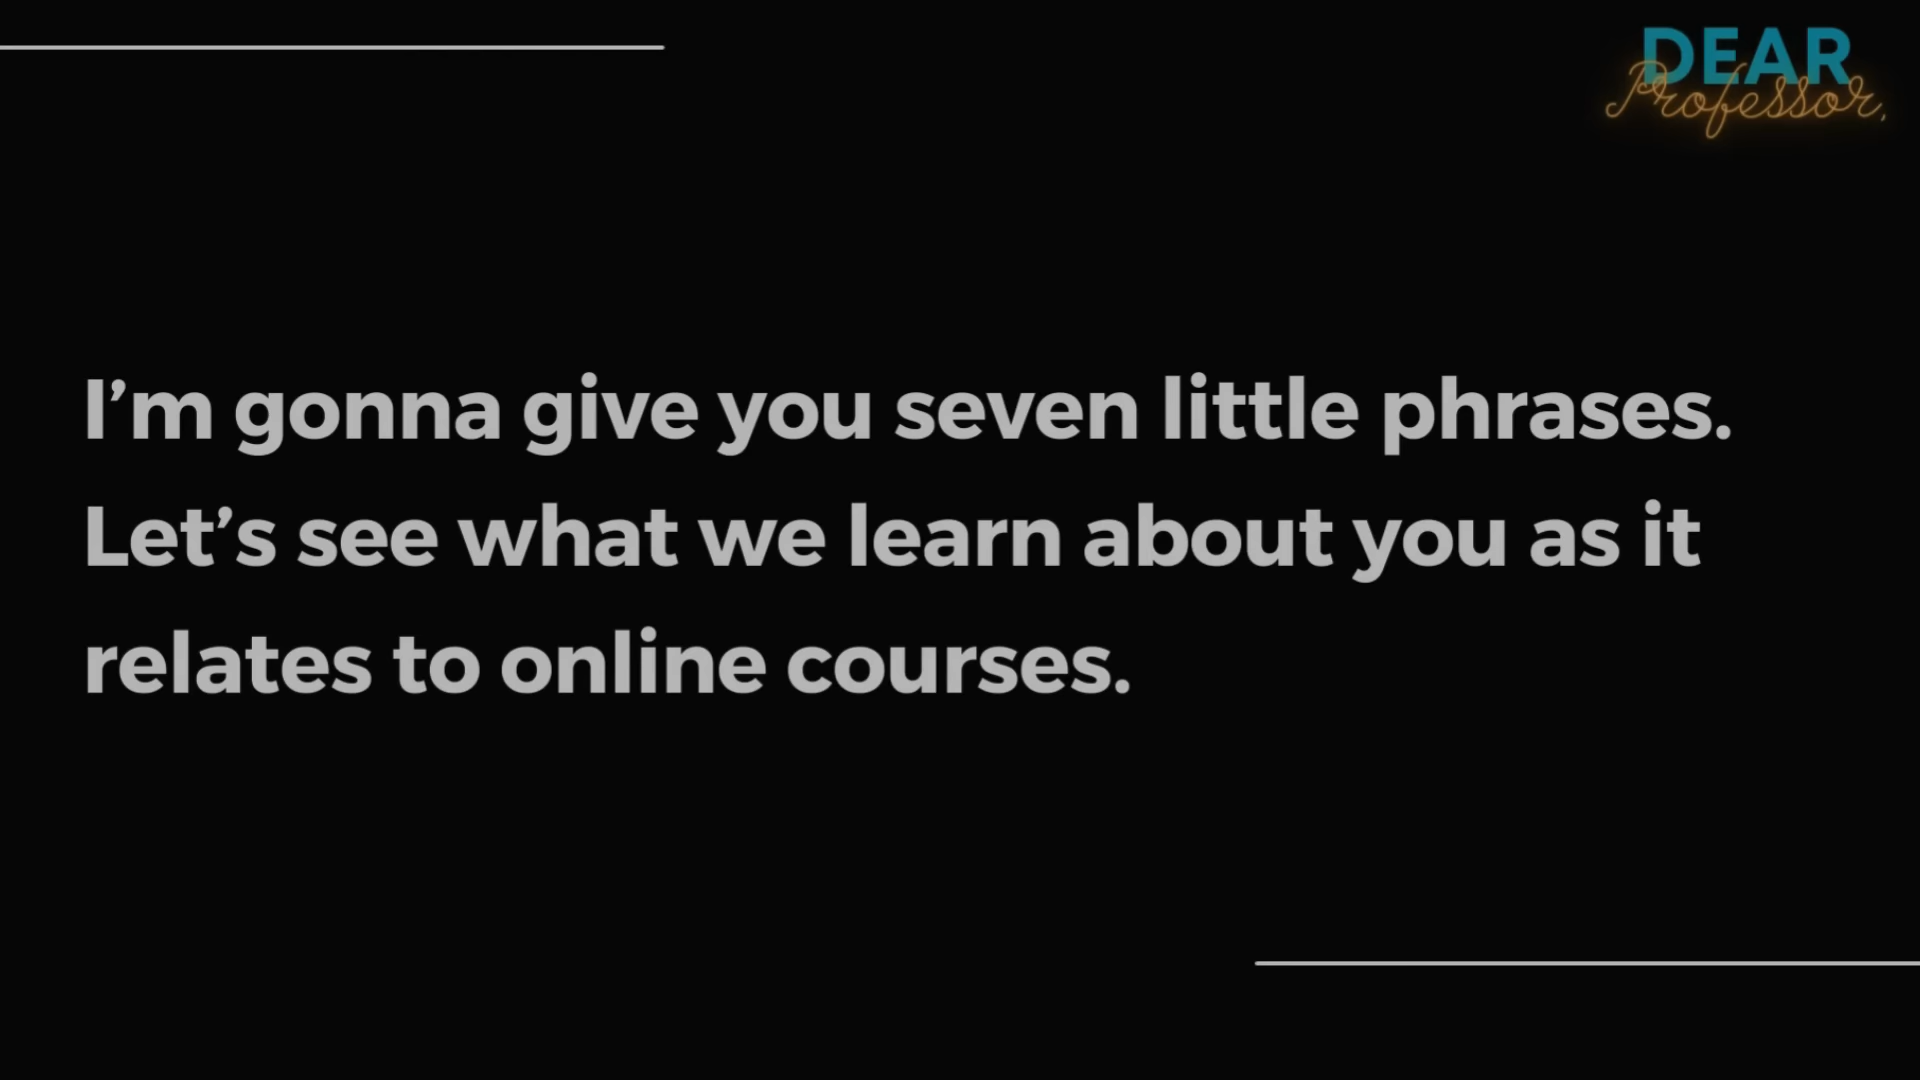 DEAR
Professor,
I’m gonna give you seven little phrases.
Let’s see what we learn about you as it
relates to online courses.